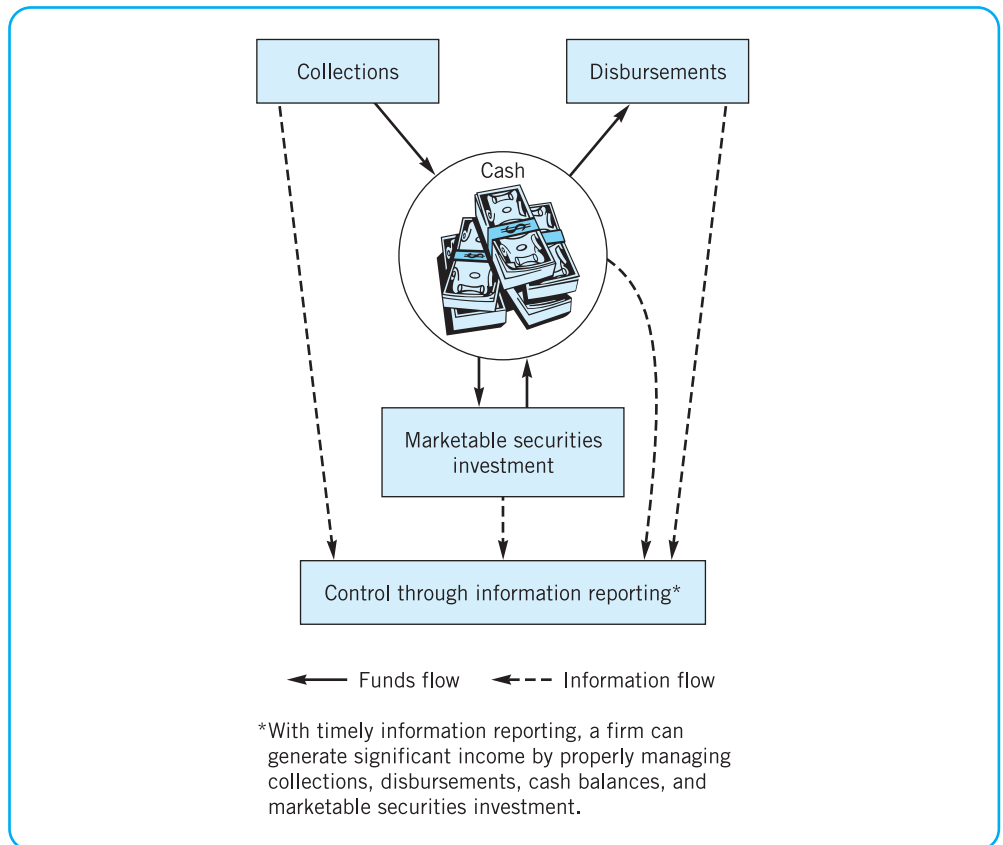 Collections
Disbursements
Cash
$
$
Marketable securities
investment
Control through information reporting*
Funds flow
Information flow
*With timely information reporting, a firm can
generate significant income by properly managing
collections, disbursements, cash balances, and
marketable securities investment.